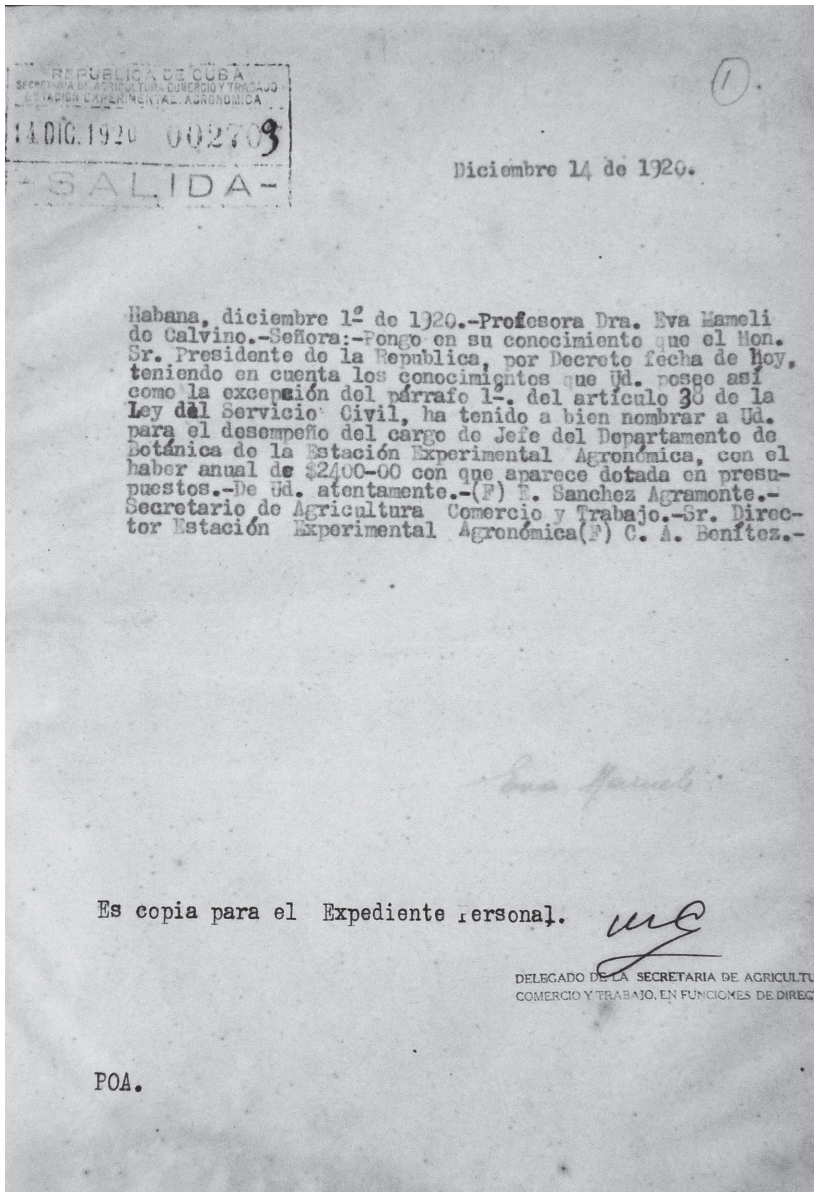 REPUBLICA DE CUBA
SECRETARIA DE AGRICULTURA COMERCIO Y TRABAJO
ESTACION EXPERIMENTAL AGRONOMICA
14 DIC. 1920 002703
-SALIDA-
1
Diciembre 14 de 1920.
Habana, diciembre 1º de 1920.-Profesora Dra. Eva Mameli
de Calvino.-Señora:-Pongo en su conocimiento que el Hon.
Sr. Presidente de la Republica, por Decreto fecha de hoy,
teniendo en cuenta los conocimientos que Ud. posee así
como la excepsión del párrafo 1º. del artículo 38 de la
Ley del Servicio Civil, ha tenido a bien nombrar a Ud.
para el desempeño del cargo de Jefe del Departamento de
Botánica de la Estación Experimental Agronómica, con el
haber anual de $2400-00 con que aparece dotada en presu-
puestos.-De Ud. atentamente.-(F) E. Sanchez Agramonte.-
Secretario de Agricultura Comercio y Trabajo.-Sr. Direc-
tor Estación Experimental Agronómica(F) C. A. Benítez.-
Eva Mameli
Es copia para el Expediente Personal.
DELEGADO DE LA SECRETARIA DE AGRICULTU
COMERCIO Y TRABAJO, EN FUNCIONES DE DIREC
POA.